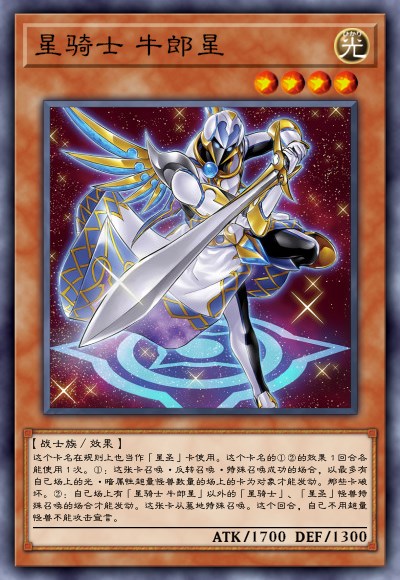 星骑士 牛郎星
光
【战士族／效果】
这个卡名在规则上也当作「星圣」卡使用。这个卡名的①②的效果1回合各
能使用1次。①：这张卡召唤·反转召唤·特殊召唤成功的场合，以最多有
自己场上的光·暗属性超量怪兽数量的场上的卡为对象才能发动。那些卡破
坏。②：自己场上有「星骑士 牛郎星」以外的「星骑士」、「星圣」怪兽特
殊召唤的场合才能发动。这张卡从墓地特殊召唤。这个回合，自己不用超量
怪兽不能攻击宣言。
ATK/1700 DEF/1300